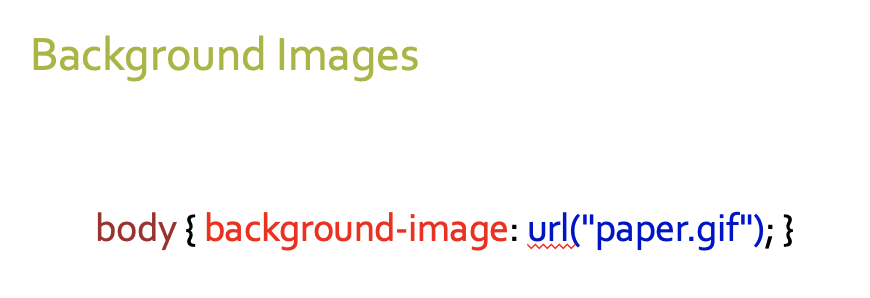 Background Images
body { background-image: url("paper.gif"); }